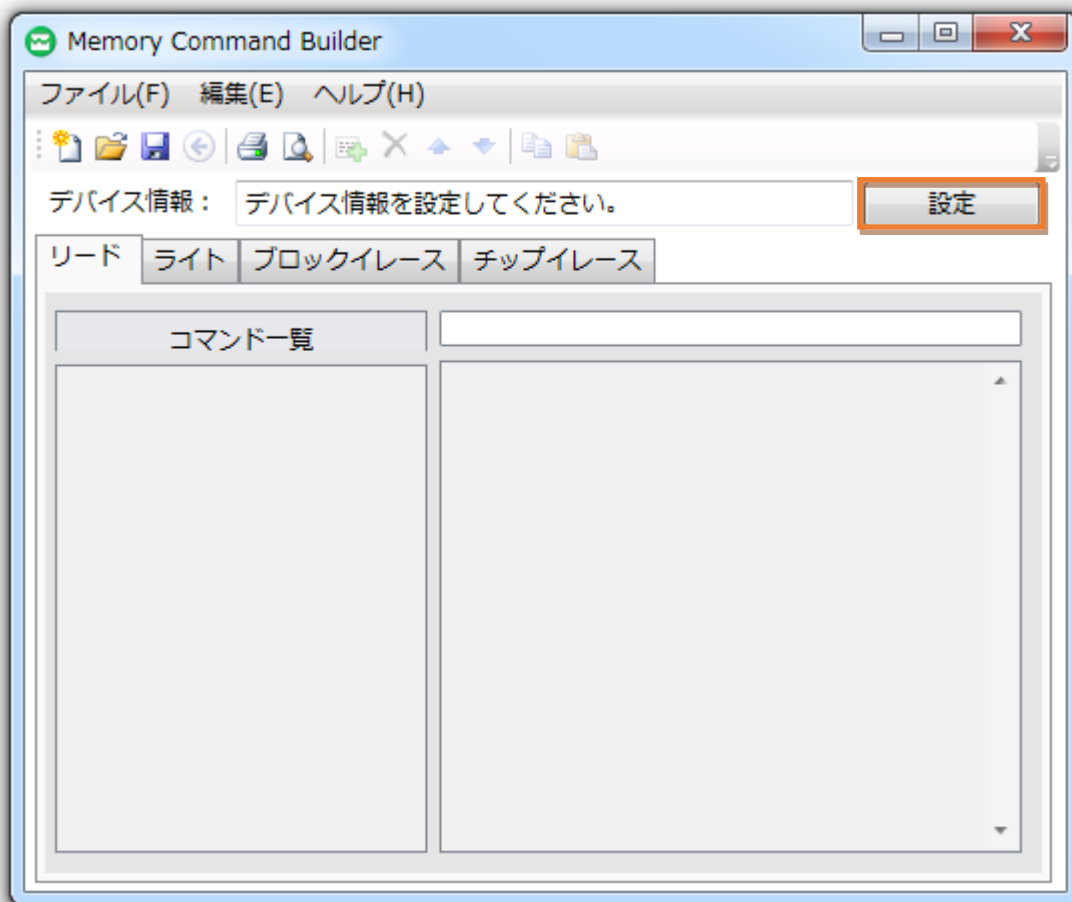 Memory Command Builder
ファイル(F) 編集(E) ヘルプ(H)
デバイス情報： デバイス情報を設定してください。 設定
リード ライト ブロックイレース チップイレース
コマンド一覧